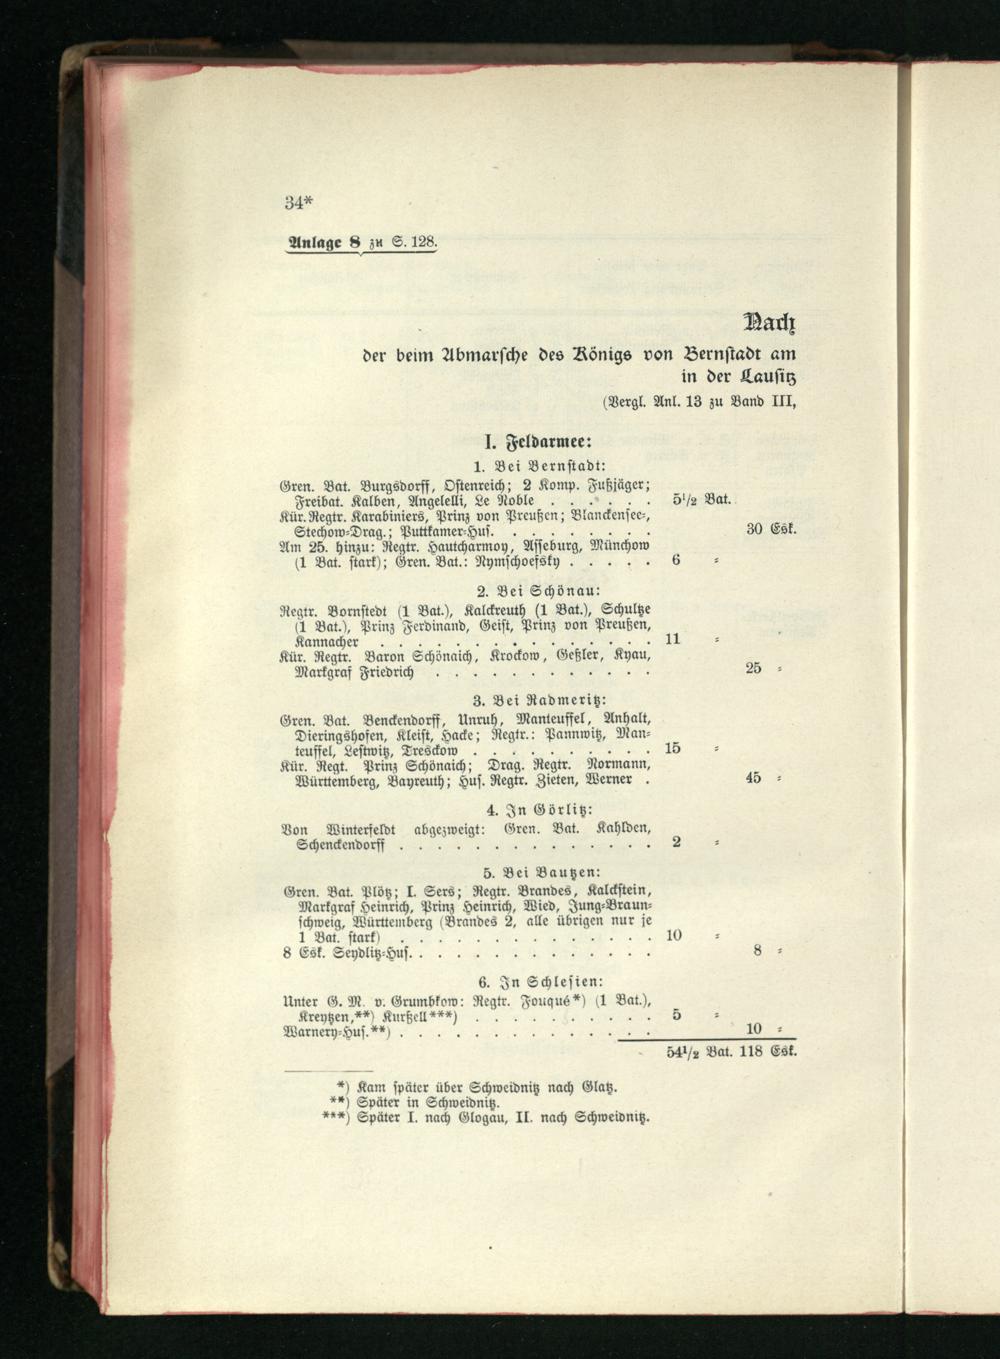 34*
Anlage 8 zu S. 128.
Nach
der beim Abmarsche des Königs von Bernstadt am
in der Lausitz
(Vergl. Anl. 13 zu Band III,
I. Feldarmee:
1. Bei Bernstadt:
Gren. Bat. Burgsdorff, Ostenreich; 2 Komp. Fußjäger;
Freibat. Kalben, Angelelli, Le Noble . . . . . . 5 1/2 Bat.
Kür. Regtr. Karabiniers, Prinz von Preußen; Blanckensee-,
Stechow-Drag.; Puttkamer-Hus. . . . . . . . . . 30 Esk.
Am 25. hinzu: Regtr. Hautcharmoy, Asseburg, Münchow
(1 Bat. stark); Gren. Bat.: Nymschoefsky . . . . . 6 =
2. Bei Schönau:
Regtr. Bornstedt (1 Bat.), Kalckreuth (1 Bat.), Schultze
(1 Bat.), Prinz Ferdinand, Geist, Prinz von Preußen,
Kannacher . . . . . . . . . . . . . . 11 =
Kür. Regtr. Baron Schönaich, Krockow, Geßler, Kyau,
Markgraf Friedrich . . . . . . . . . . . . 25 =
3. Bei Radmeritz:
Gren. Bat. Benckendorff, Unruh, Manteuffel, Anhalt,
Dieringshofen, Kleist, Hacke; Regtr.: Pannwitz, Man-
teuffel, Lestwitz, Tresckow . . . . . . . . . . 15 =
Kür. Regt. Prinz Schönaich; Drag. Regtr. Normann,
Württemberg, Bayreuth; Hus. Regtr. Zieten, Werner . 45 =
4. In Görlitz:
Von Winterfeldt abgezweigt: Gren. Bat. Kahlden,
Schenckendorff . . . . . . . . . . . . . 2 =
5. Bei Bautzen:
Gren. Bat. Plötz; I. Sers; Regtr. Brandes, Kalckstein,
Markgraf Heinrich, Prinz Heinrich, Wied, Jung-Braun-
schweig, Württemberg (Brandes 2, alle übrigen nur je
1 Bat. stark) . . . . . . . . . . . . . . 10 =
8 Esk. Seydlitz-Hus. . . . . . . . . . . . . . 8 =
6. In Schlesien:
Unter G. M. v. Grumbkow: Regtr. Fouqué*) (1 Bat.),
Kreytzen,**) Kurßell***) . . . . . . . . . . 5 =
Warnery-Hus.**) . . . . . . . . . . . . . . 10 =
54 1/2 Bat. 118 Esk.
*) Kam später über Schweidnitz nach Glatz.
**) Später in Schweidnitz.
***) Später I. nach Glogau, II. nach Schweidnitz.